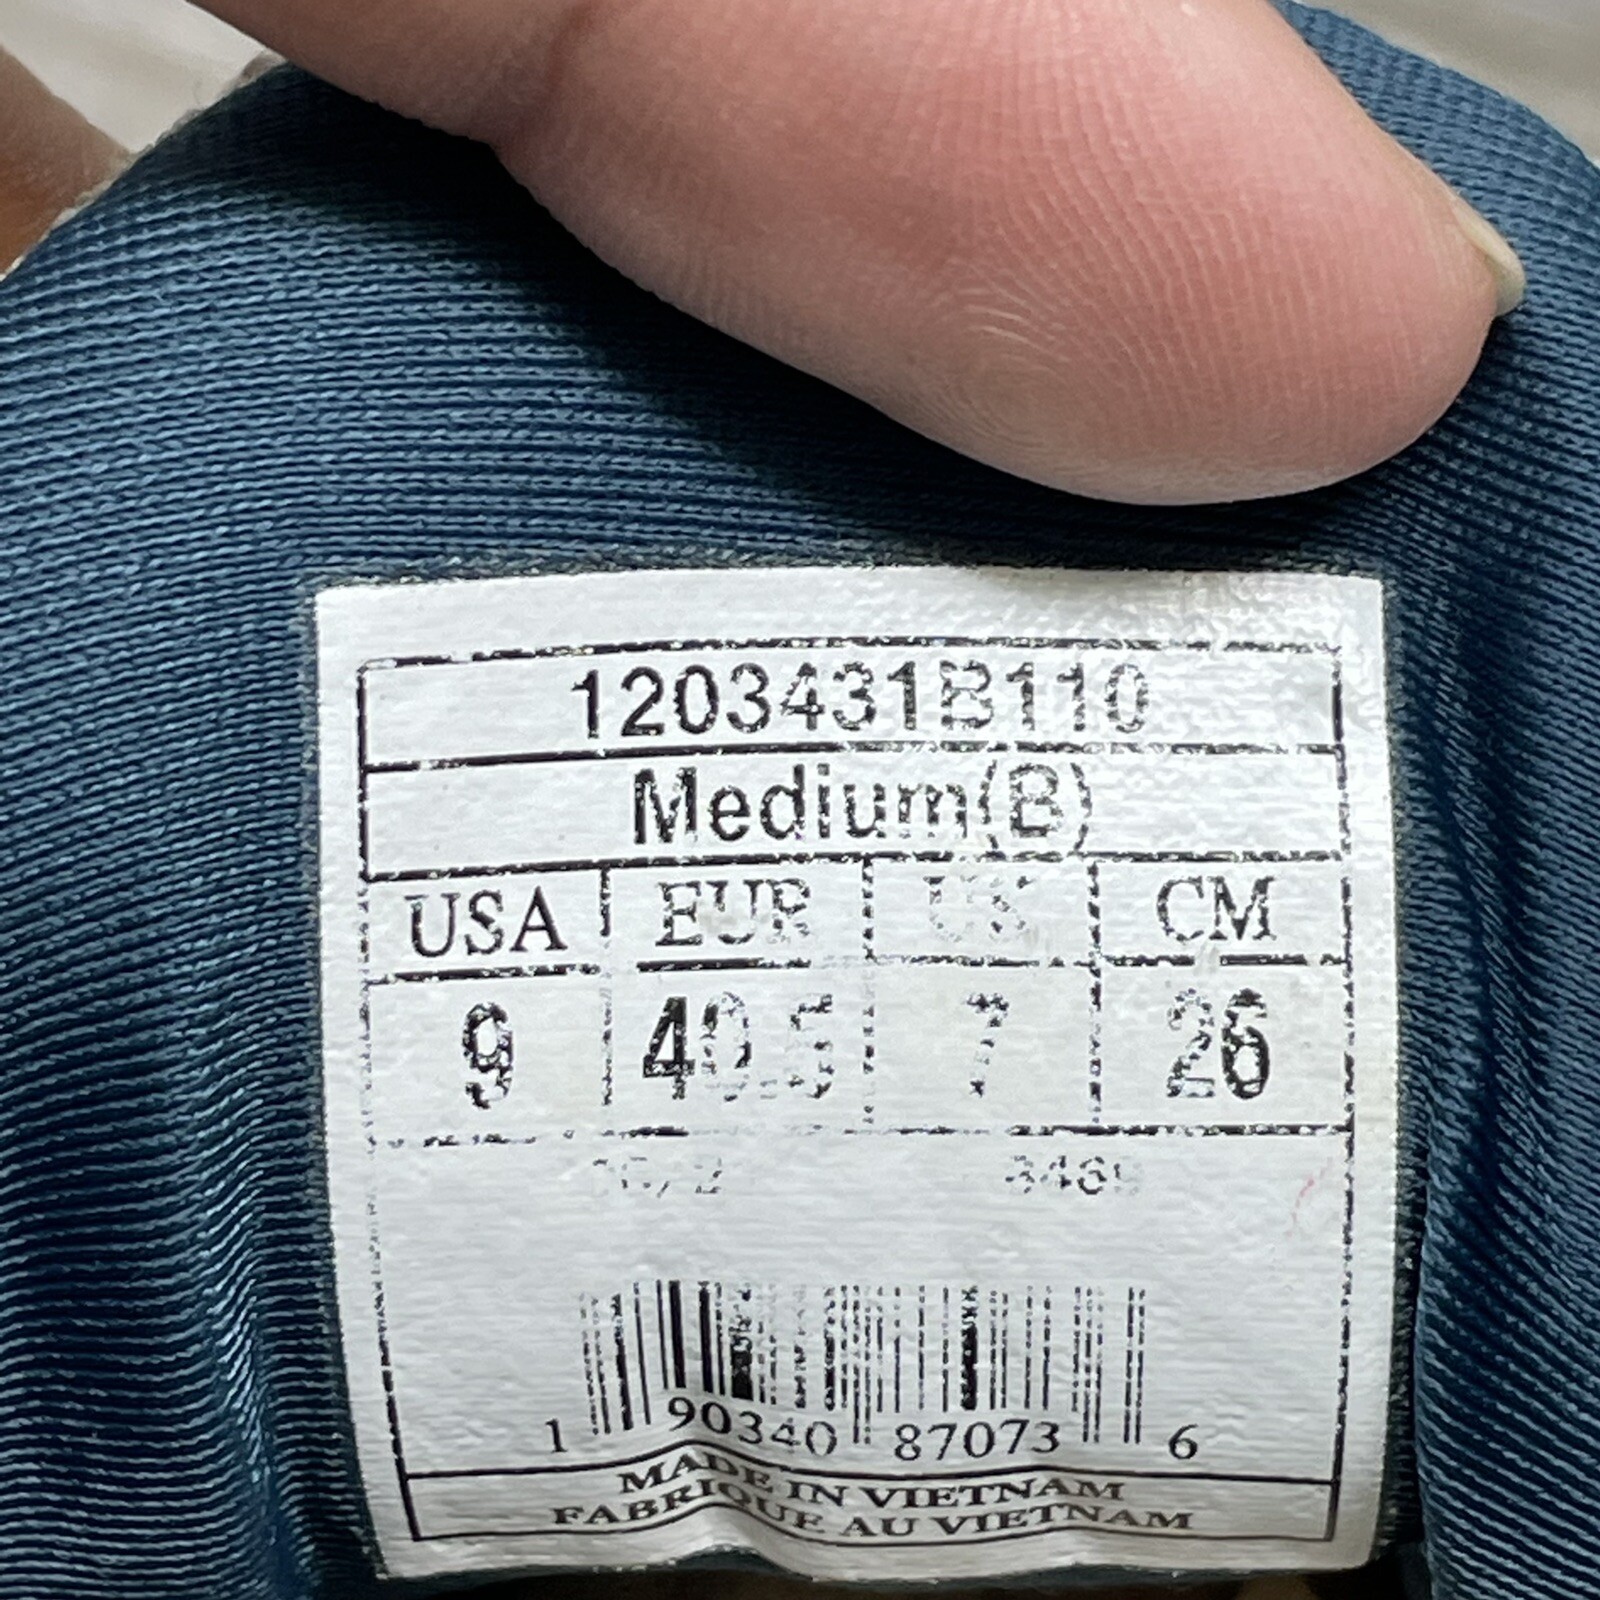 1203431B110
Medium(B)
USA EUR UK CM
9 40.5 7 26
1 90340 87073 6
MADE IN VIETNAM
FABRIQUE AU VIETNAM